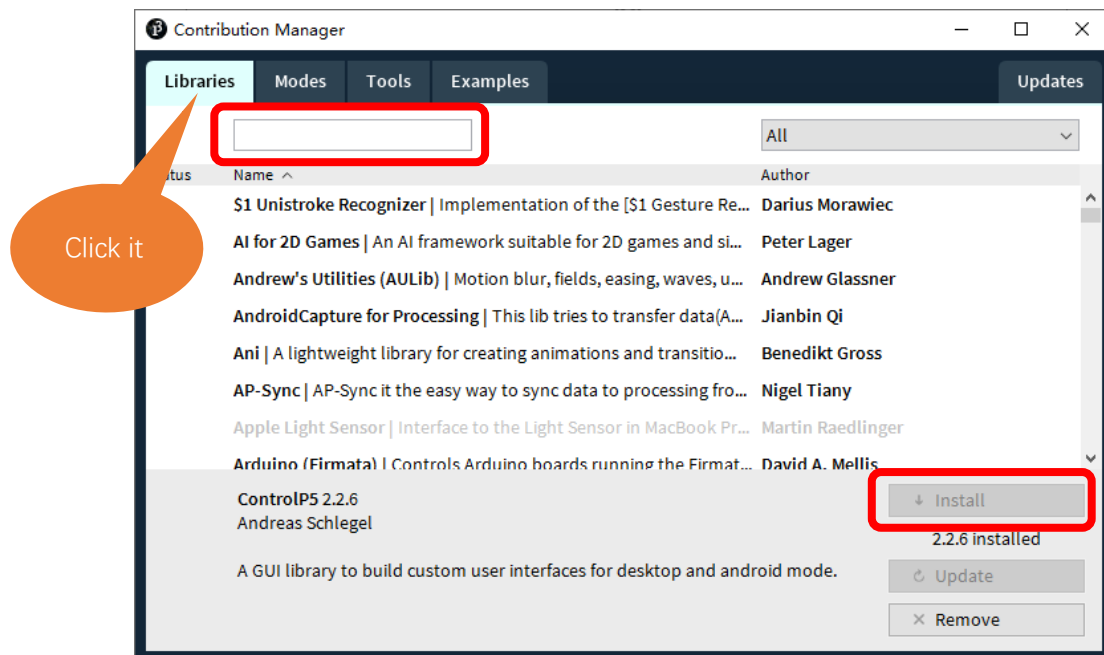 Contribution Manager
Libraries Modes Tools Examples Updates
All
tus Name Author
$1 Unistroke Recognizer | Implementation of the [$1 Gesture Re... Darius Morawiec
AI for 2D Games | An AI framework suitable for 2D games and si... Peter Lager
Andrew's Utilities (AULib) | Motion blur, fields, easing, waves, u... Andrew Glassner
AndroidCapture for Processing | This lib tries to transfer data(A... Jianbin Qi
Ani | A lightweight library for creating animations and transitio... Benedikt Gross
AP-Sync | AP-Sync it the easy way to sync data to processing fro... Nigel Tiany
Apple Light Sensor | Interface to the Light Sensor in MacBook Pr... Martin Raedlinger
Arduino (Firmata) | Controls Arduino boards running the Firmat... David A. Mellis
Click it
ControlP5 2.2.6
Andreas Schlegel
A GUI library to build custom user interfaces for desktop and android mode.
Install
2.2.6 installed
Update
Remove